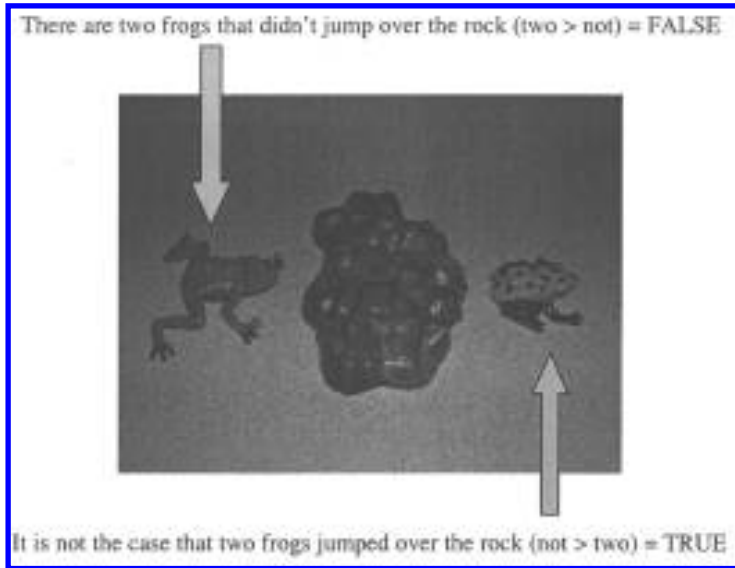 There are two frogs that didn't jump over the rock (two > not) = FALSE
It is not the case that two frogs jumped over the rock (not > two) = TRUE